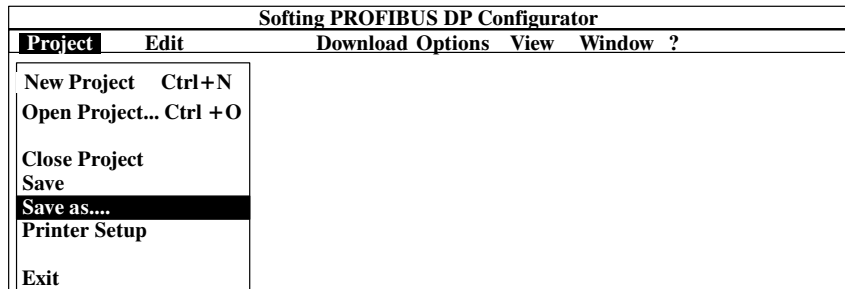 Softing PROFIBUS DP Configurator
Project Edit Download Options View Window ?
New Project Ctrl+N
Open Project... Ctrl +O
Close Project
Save
Save as....
Printer Setup
Exit